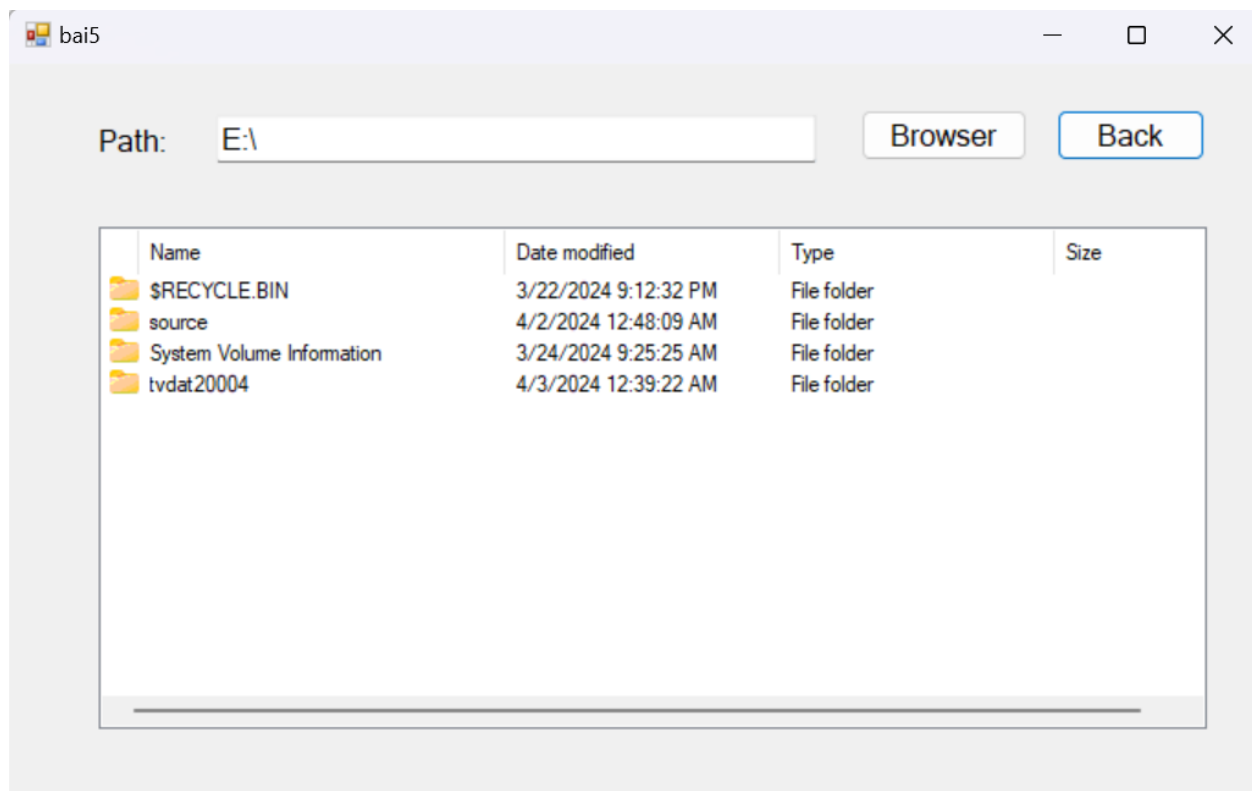 bai5
Path: E:\ Browser Back
Name Date modified Type Size
$RECYCLE.BIN 3/22/2024 9:12:32 PM File folder
source 4/2/2024 12:48:09 AM File folder
System Volume Information 3/24/2024 9:25:25 AM File folder
tvdat20004 4/3/2024 12:39:22 AM File folder